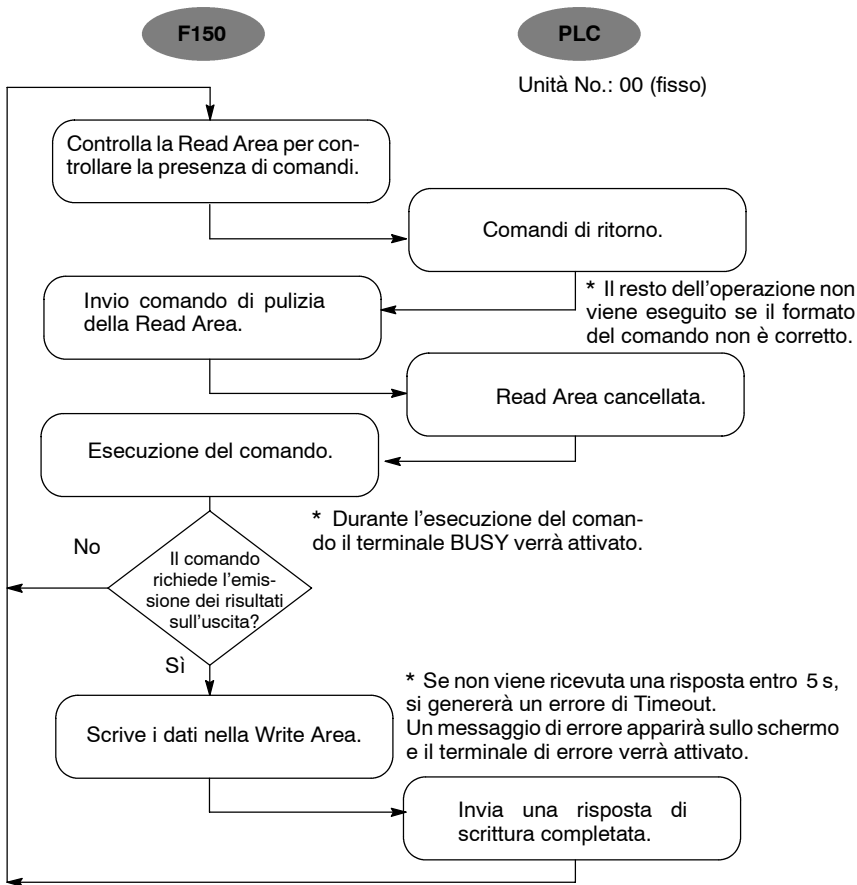 F150
PLC
Unità No.: 00 (fisso)
Controlla la Read Area per con-
trollare la presenza di comandi.
Comandi di ritorno.
* Il resto dell'operazione non
viene eseguito se il formato
del comando non è corretto.
Invio comando di pulizia
della Read Area.
Read Area cancellata.
Esecuzione del comando.
* Durante l'esecuzione del coman-
do il terminale BUSY verrà attivato.
No
Il comando
richiede l'emis-
sione dei risultati
sull'uscita?
Sì
* Se non viene ricevuta una risposta entro 5 s,
si genererà un errore di Timeout.
Un messaggio di errore apparirà sullo schermo
e il terminale di errore verrà attivato.
Scrive i dati nella Write Area.
Invia una risposta di
scrittura completata.